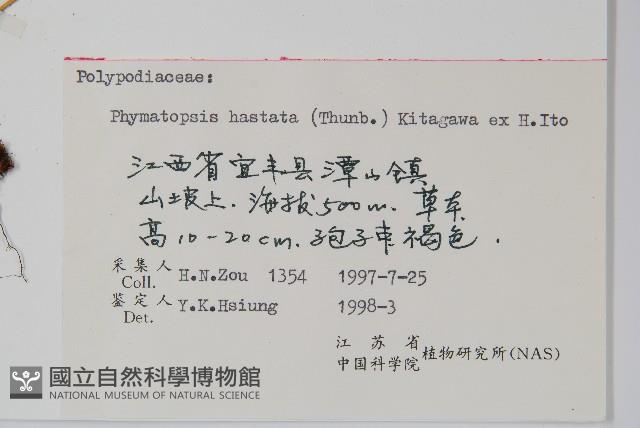 Polypodiaceae:
Phymatopsis hastata (Thunb.) Kitagawa ex H.Ito
江西省宜丰县潭山镇
山坡上.海拔500m.草本
高10-20cm.孢子束褐色.
采集人 H.N.Zou 1354 1997-7-25
Coll.
鉴定人 Y.K.Hsiung 1998-3
Det.
江苏省
中国科学院 植物研究所(NAS)
國立自然科學博物館
NATIONAL MUSEUM OF NATURAL SCIENCE